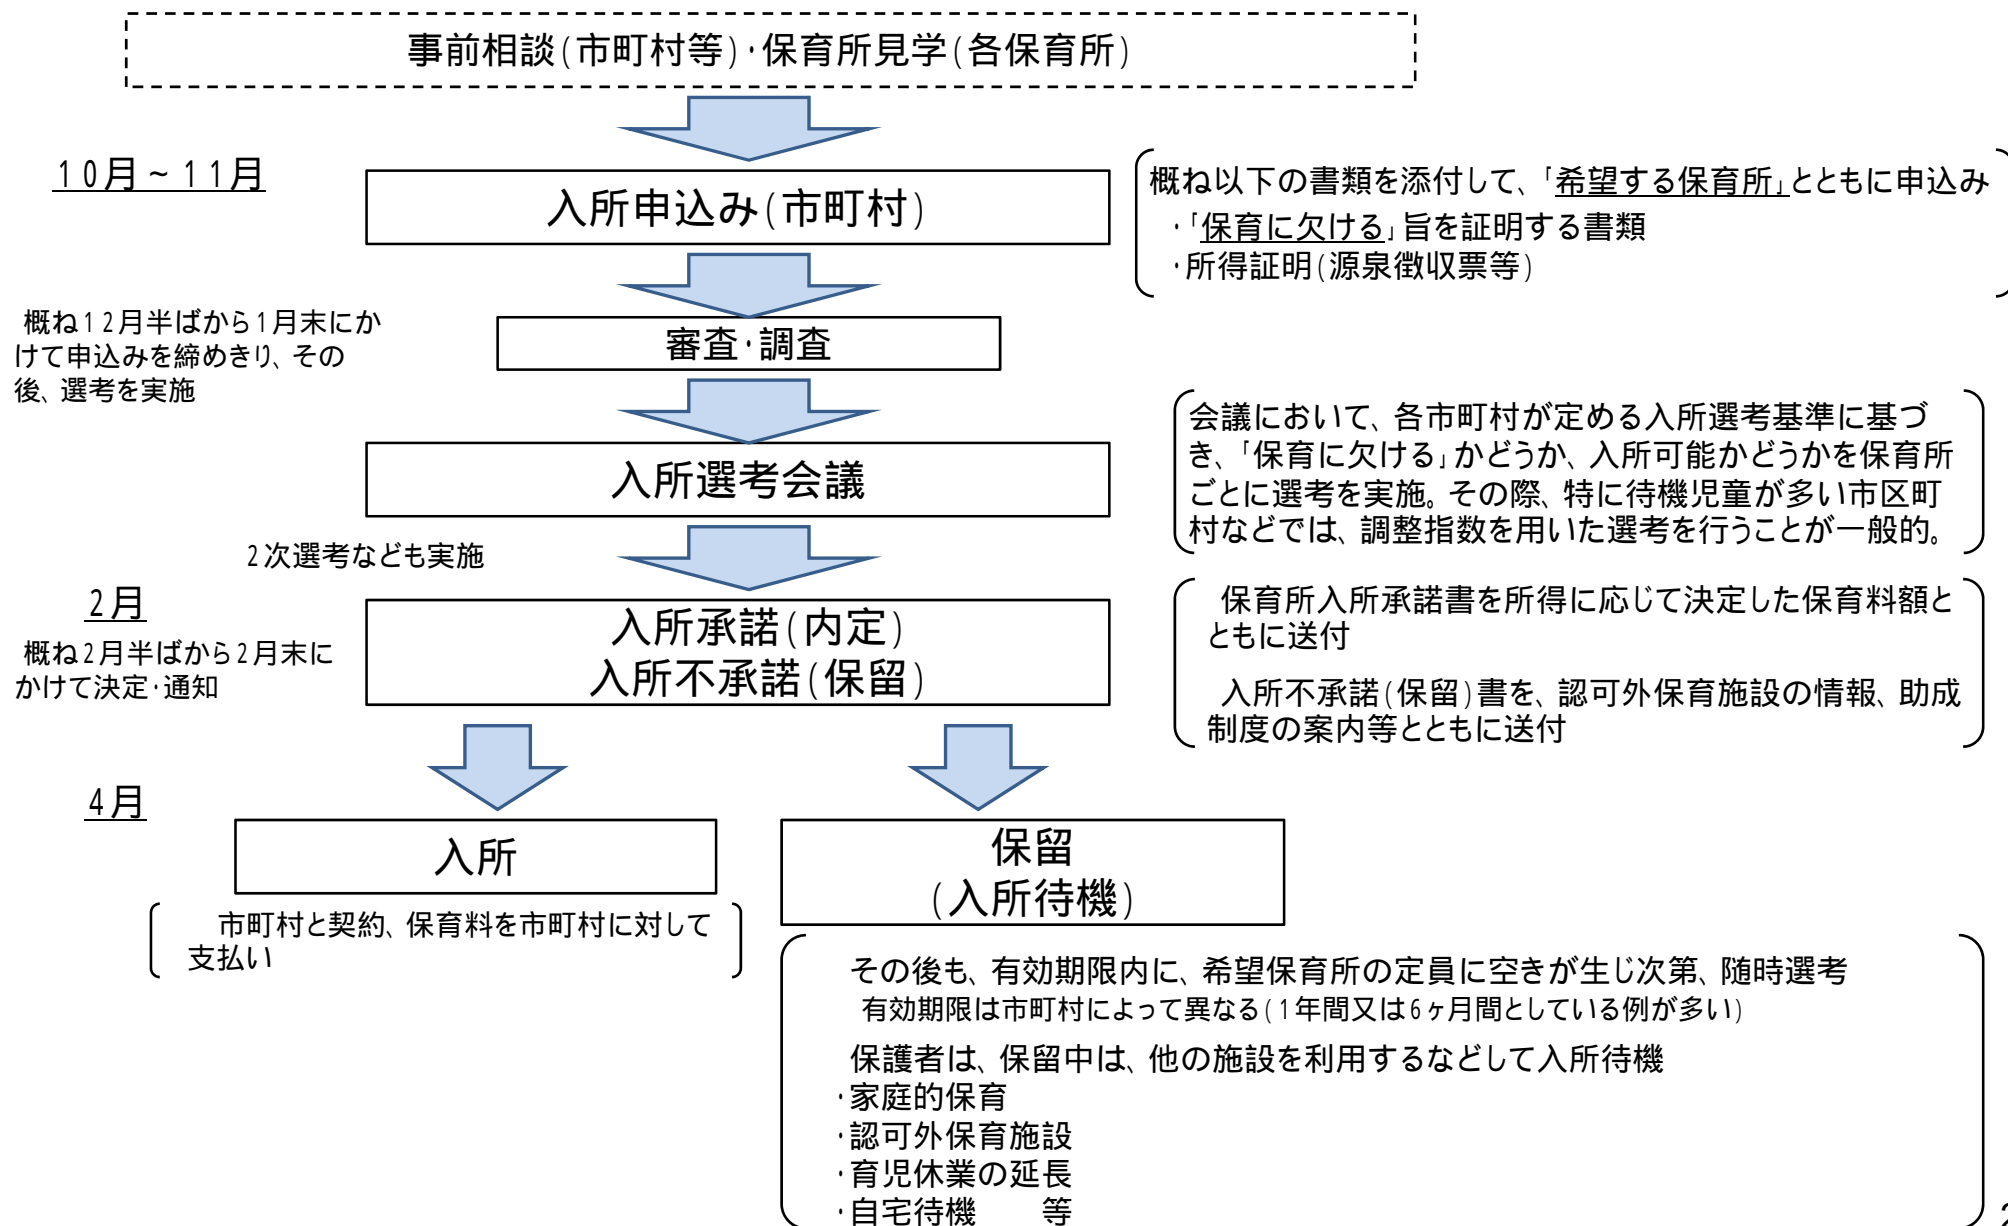 事前相談(市町村等)・保育所見学(各保育所)
10月~11月
入所申込み(市町村)
概ね以下の書類を添付して、「希望する保育所」とともに申込み
・「保育に欠ける」旨を証明する書類
・所得証明(源泉徴収票等)
概ね12月半ばから1月末にか
けて申込みを締めきり、その
後、選考を実施
審査・調査
入所選考会議
会議において、各市町村が定める入所選考基準に基づ
き、「保育に欠ける」かどうか、入所可能かどうかを保育所
ごとに選考を実施。その際、特に待機児童が多い市区町
村などでは、調整指数を用いた選考を行うことが一般的。
2次選考なども実施
2月
概ね2月半ばから2月末に
かけて決定・通知
入所承諾(内定)
入所不承諾(保留)
保育所入所承諾書を所得に応じて決定した保育料額と
ともに送付
入所不承諾(保留)書を、認可外保育施設の情報、助成
制度の案内等とともに送付
4月
入所
市町村と契約、保育料を市町村に対して
支払い
保留
(入所待機)
その後も、有効期限内に、希望保育所の定員に空きが生じ次第、随時選考
有効期限は市町村によって異なる(1年間又は6ヶ月間としている例が多い)
保護者は、保留中は、他の施設を利用するなどして入所待機
・家庭的保育
・認可外保育施設
・育児休業の延長
・自宅待機 等